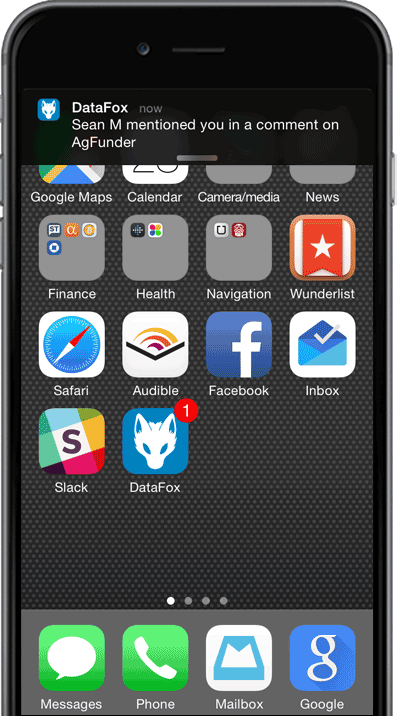 DataFox now
Sean M mentioned you in a comment on
AgFunder
Google Maps Calendar Camera/media News
Finance Health Navigation Wunderlist
Safari Audible Facebook Inbox
1
Slack DataFox
Messages Phone Mailbox Google